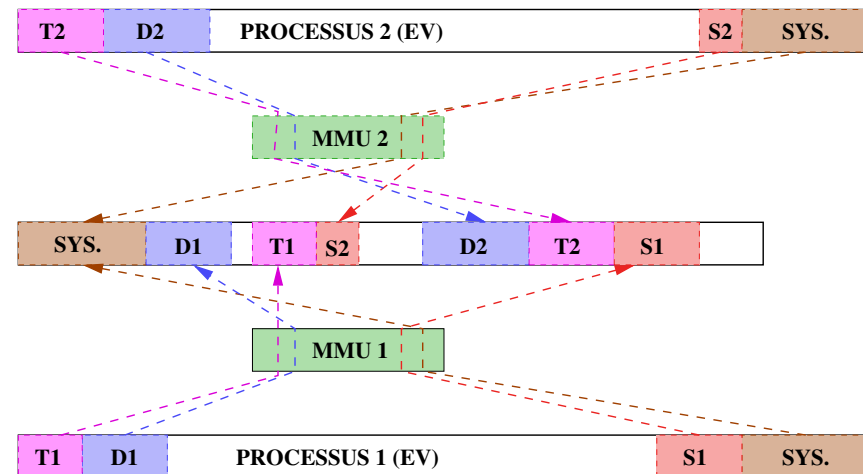 T2 D2 PROCESSUS 2 (EV) S2 SYS.
MMU 2
SYS. D1 T1 S2 D2 T2 S1
MMU 1
T1 D1 PROCESSUS 1 (EV) S1 SYS.